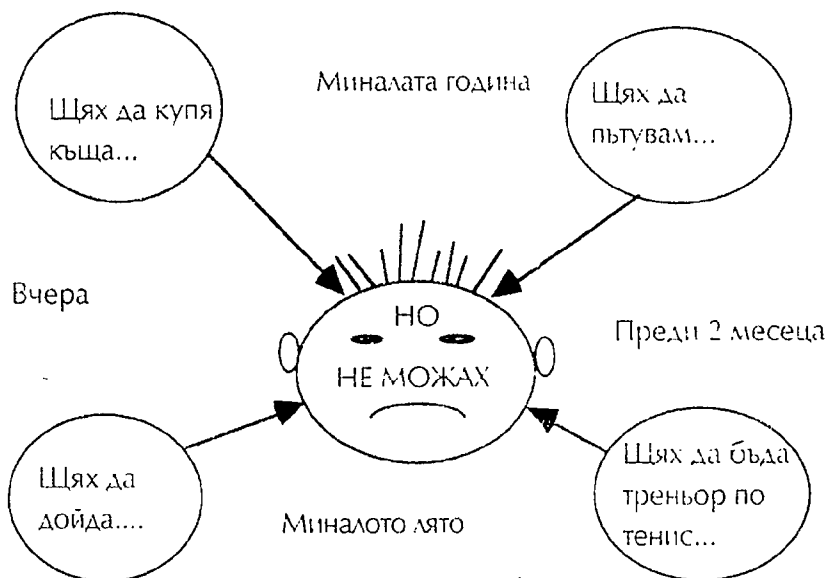 Миналата година
Щях да купя
къща...
Щях да
пътувам...
Вчера
НО
НЕ МОЖАХ
Преди 2 месеца
Щях да
дойда....
Миналото лято
Щях да бъда
треньор по
тенис...